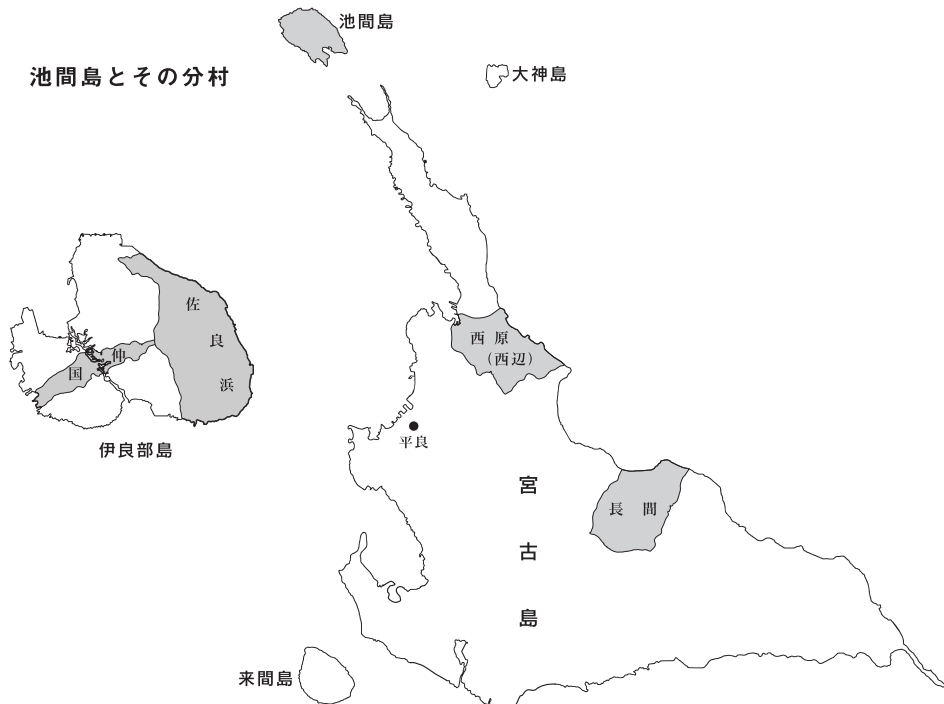 池間島とその分村
池間島
大神島
佐良浜
国仲
伊良部島
西原
（西辺）
平良
長間
宮古島
来間島